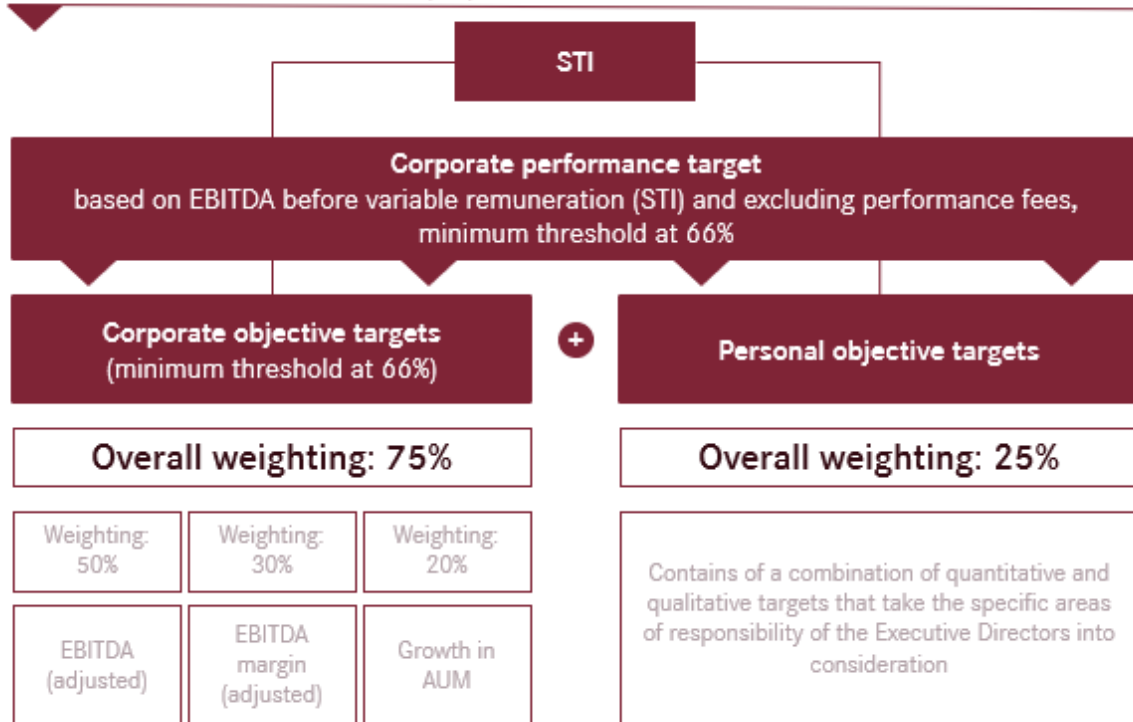 STI
Corporate performance target
based on EBITDA before variable remuneration (STI) and excluding performance fees,
minimum threshold at 66%
Corporate objective targets
(minimum threshold at 66%)
+
Personal objective targets
Overall weighting: 75%
Overall weighting: 25%
Weighting:
50%
Weighting:
30%
Weighting:
20%
EBITDA
(adjusted)
EBITDA
margin
(adjusted)
Growth in
AUM
Contains of a combination of quantitative and
qualitative targets that take the specific areas
of responsibility of the Executive Directors into
consideration